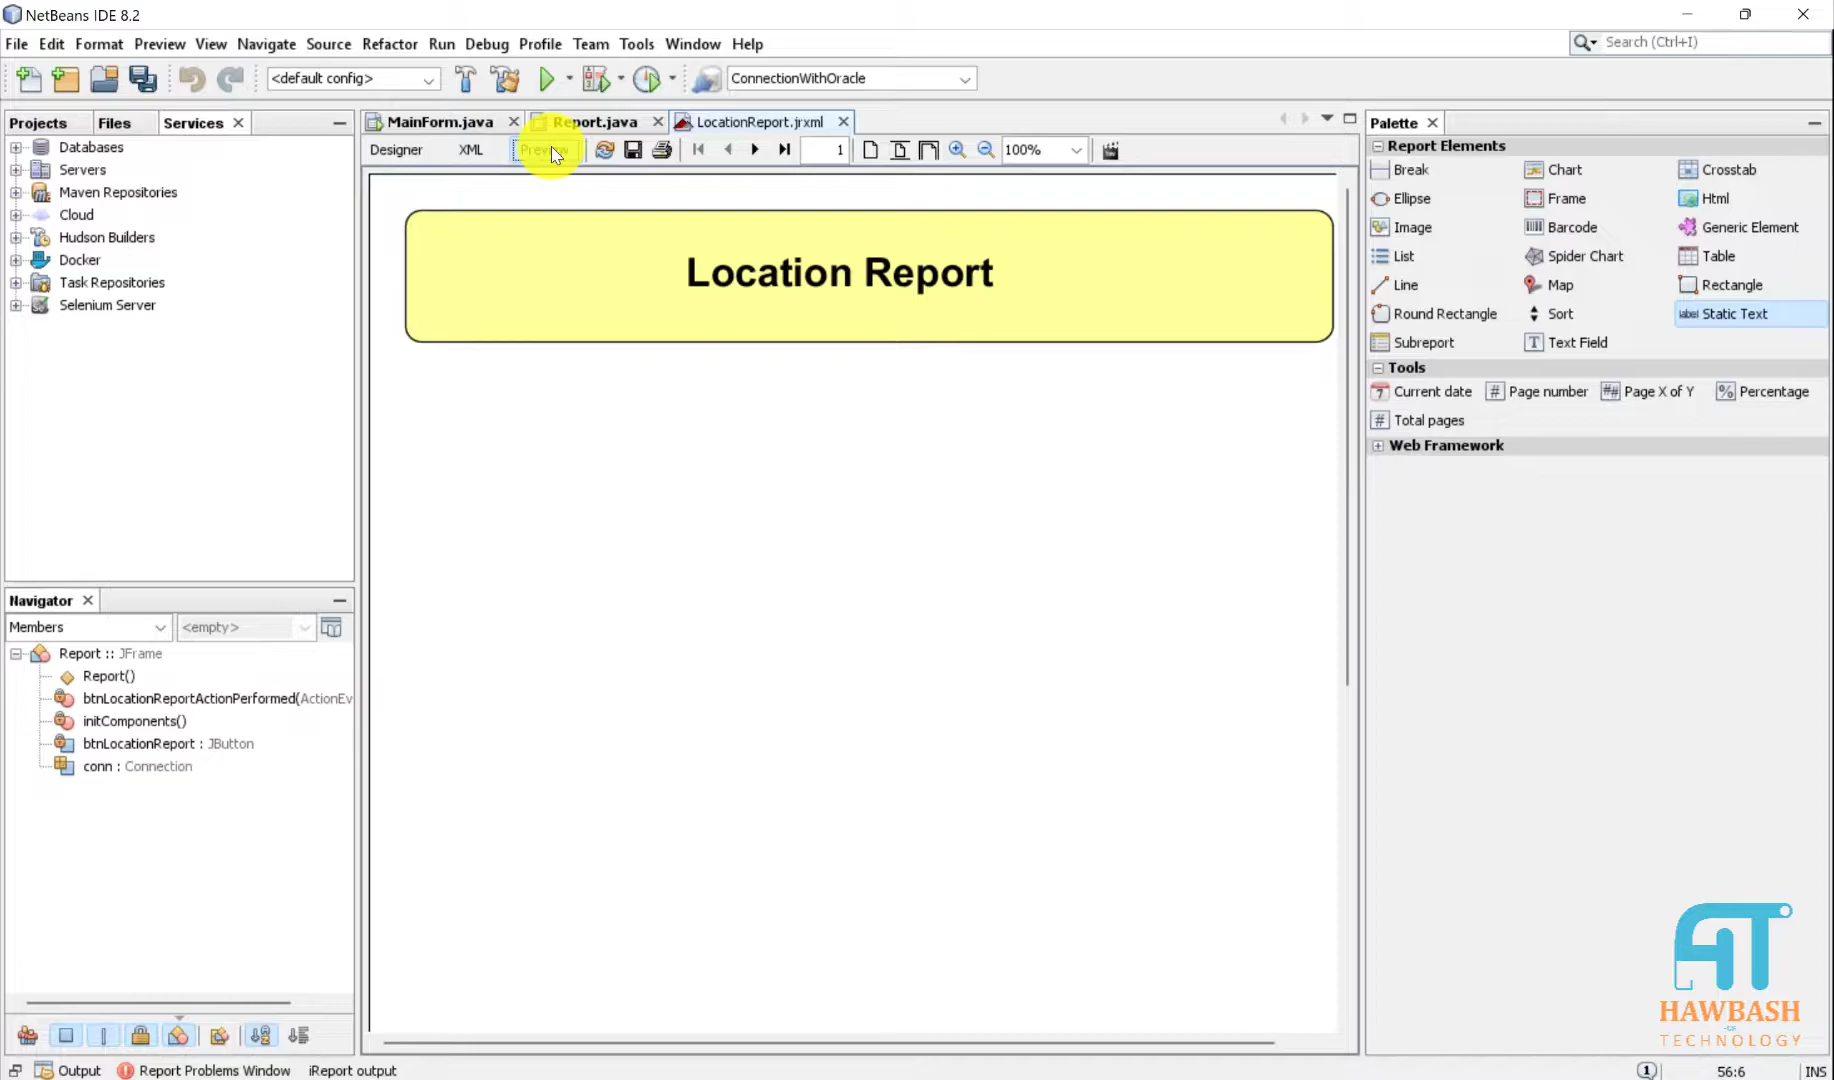 NetBeans IDE 8.2
File Edit Format Preview View Navigate Source Refactor Run Debug Profile Team Tools Window Help
Search (Ctrl+I)
<default config>
ConnectionWithOracle
Projects Files Services
MainForm.java Report.java LocationReport.jrxml
Palette
Designer XML Preview 1 100%
Report Elements
Databases
Servers
Maven Repositories
Cloud
Hudson Builders
Docker
Task Repositories
Selenium Server
Location Report
Break Chart Crosstab
Ellipse Frame Html
Image Barcode Generic Element
List Spider Chart Table
Line Map Rectangle
Round Rectangle Sort label Static Text
Subreport Text Field
Tools
Current date Page number Page X of Y Percentage
Total pages
Web Framework
Navigator
Members <empty>
Report :: JFrame
Report()
btnLocationReportActionPerformed(ActionEv
initComponents()
btnLocationReport : JButton
conn : Connection
HAWBASH
OF
TECHNOLOGY
Output Report Problems Window iReport output
1 56:6 INS